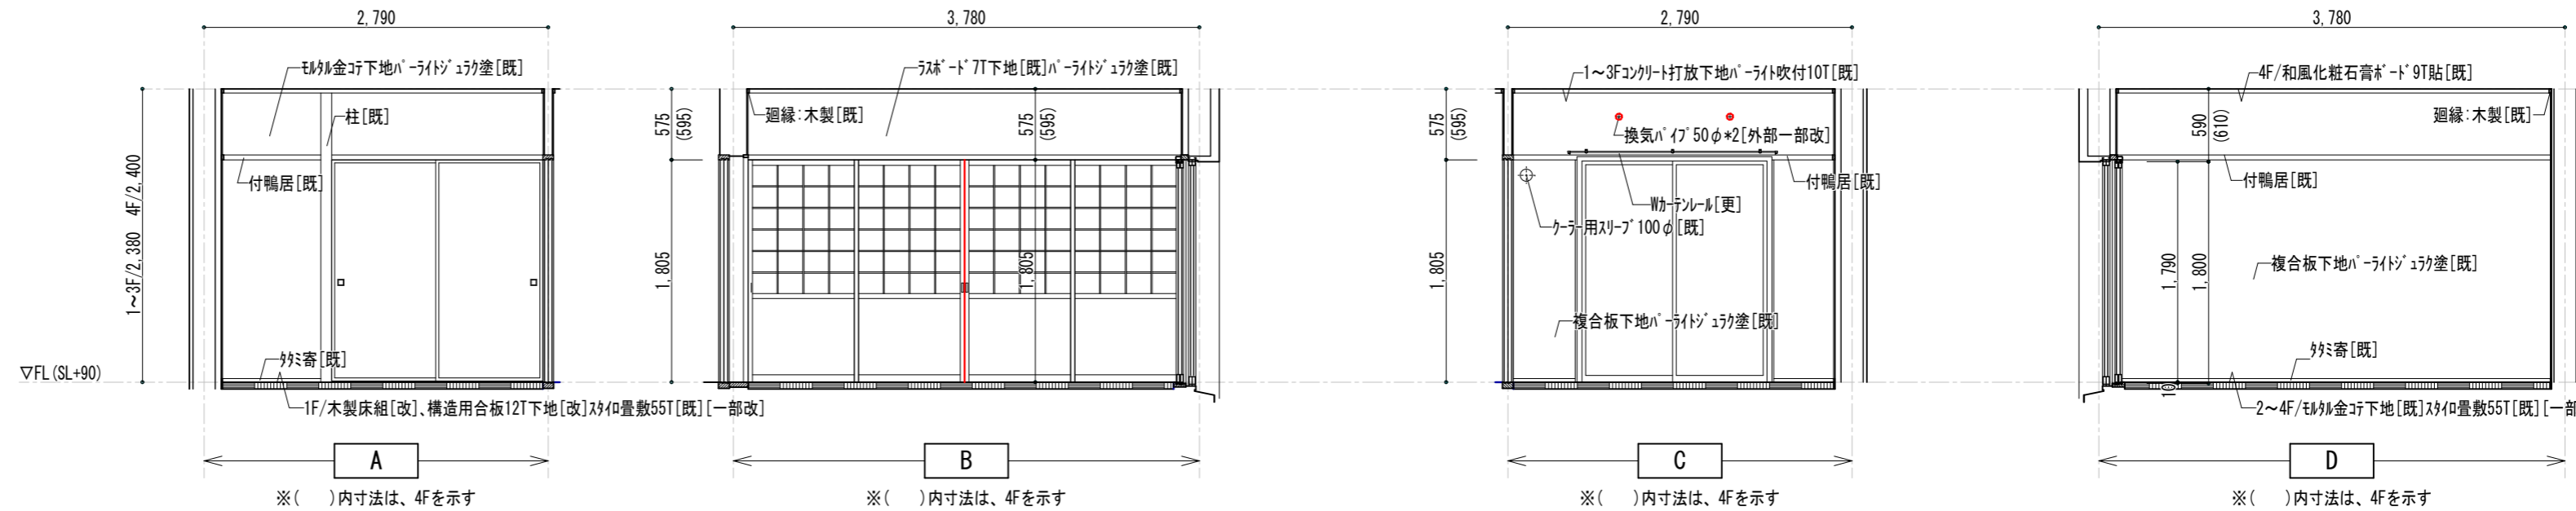 2,790
3,780
2,790
3,780
モルタル金コテ下地パーライトジュラク塗[既]
ラスボード7T下地[既]パーライトジュラク塗[既]
1～3Fコンクリート打放下地パーライト吹付10T[既]
4F/和風化粧石膏ボード9T貼[既]
柱[既]
廻縁:木製[既]
575
(595)
575
(595)
575
(595)
換気パイプ50φ*2[外部一部改]
590
(610)
廻縁:木製[既]
付鴨居[既]
付鴨居[既]
付鴨居[既]
1～3F/2,380 4F/2,400
Wカーテンレール[更]
クーラー用スリーブ100φ[既]
1,805
1,805
1,805
1,790
1,800
複合板下地パーライトジュラク塗[既]
複合板下地パーライトジュラク塗[既]
タタミ寄[既]
タタミ寄[既]
▽FL(SL+90)
10
1F/木製床組[改]、構造用合板12T下地[改]スタイロ畳敷55T[既][一部改]
2～4F/モルタル金コテ下地[既]スタイロ畳敷55T[既][一部
A
B
C
D
※(　　)内寸法は、4Fを示す
※(　　)内寸法は、4Fを示す
※(　　)内寸法は、4Fを示す
※(　　)内寸法は、4Fを示す